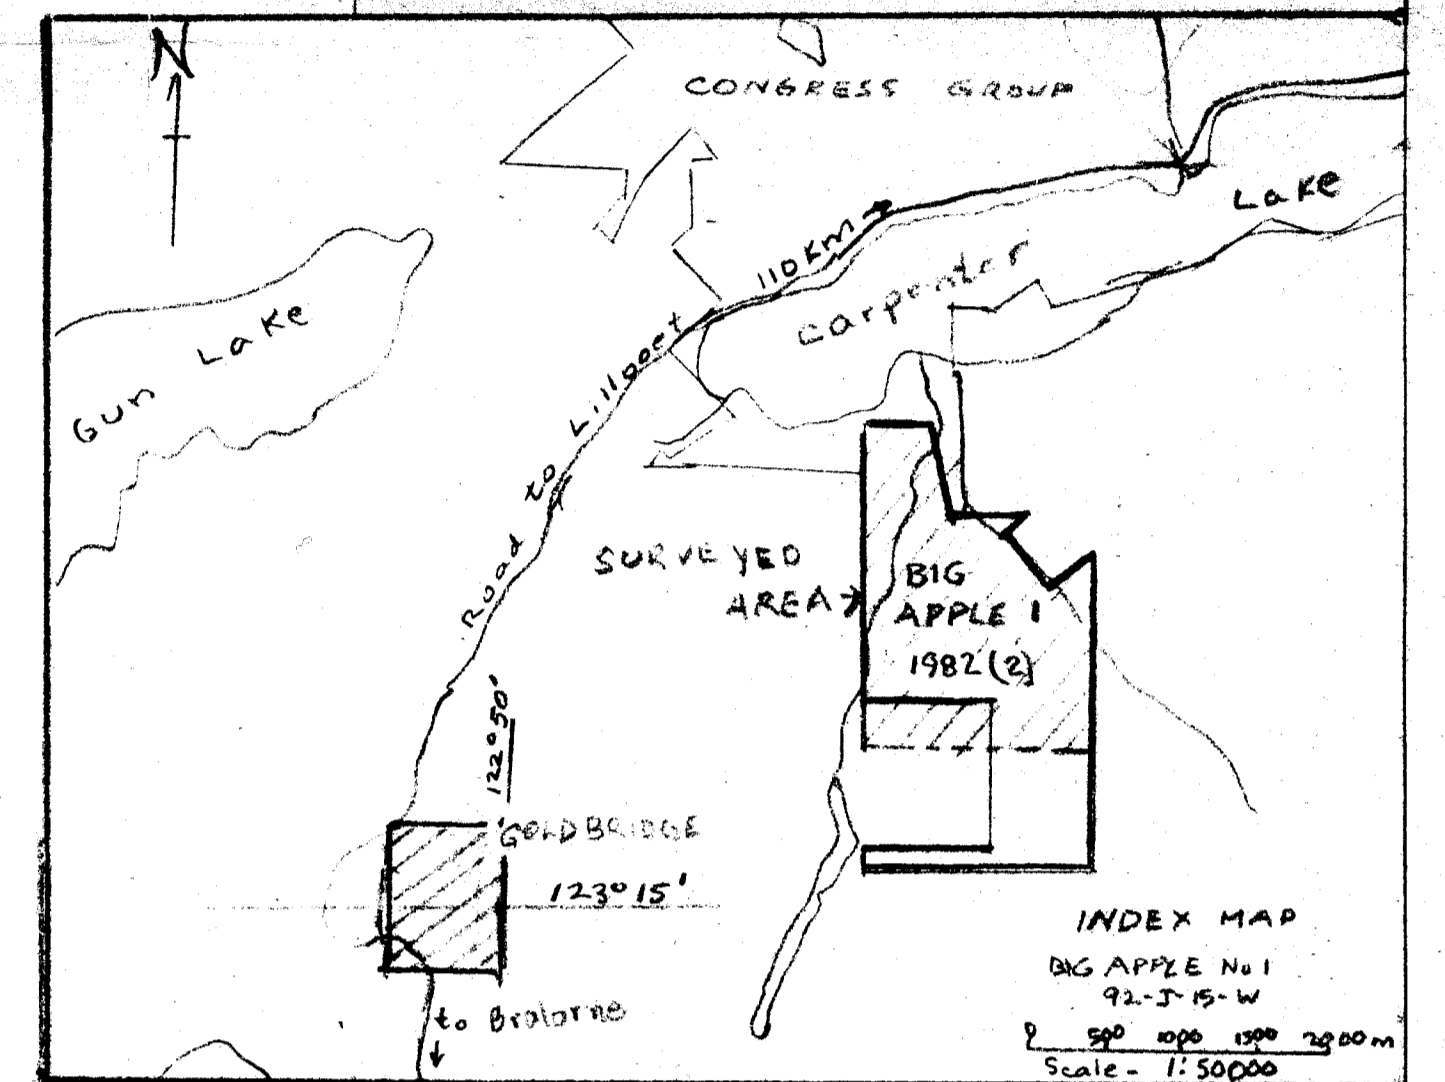 N
CONGRESS GROUP
Lake
110 Km
Carpenter
Gun Lake
Road to Lillooet
SURVEYED
AREA
BIG
APPLE 1
1982 (2)
122° 50'
GOLDBRIDGE
123° 15'
to Bralorne
INDEX MAP
BIG APPLE No 1
92-J-15-W
0 500 1000 1500 2000 m
Scale - 1:50000